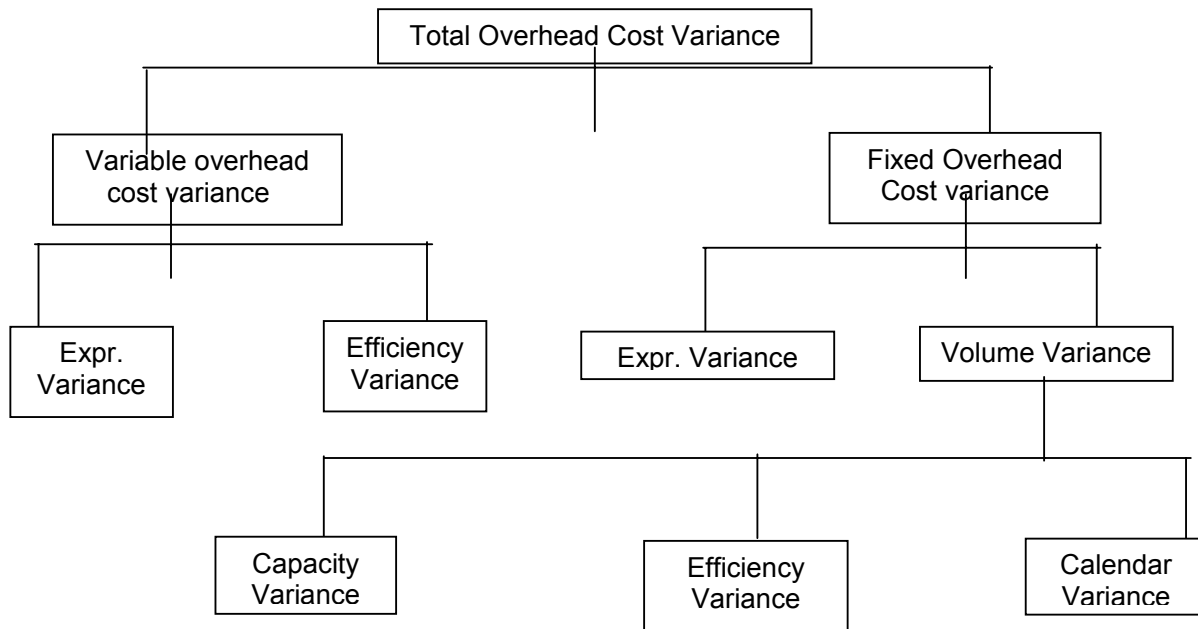 Total Overhead Cost Variance
Variable overhead
cost variance
Fixed Overhead
Cost variance
Expr.
Variance
Efficiency
Variance
Expr. Variance
Volume Variance
Capacity
Variance
Efficiency
Variance
Calendar
Variance